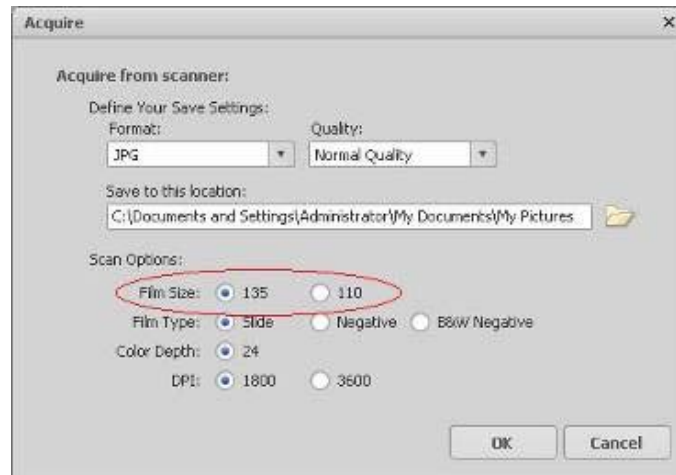 Acquire
Acquire from scanner:
Define Your Save Settings:
Format: Quality:
JPG Normal Quality
Save to this location:
C:\Documents and Settings\Administrator\My Documents\My Pictures
Scan Options:
Film Size: 135 110
Film Type: Slide Negative B&W Negative
Color Depth: 24
DPI: 1800 3600
OK Cancel